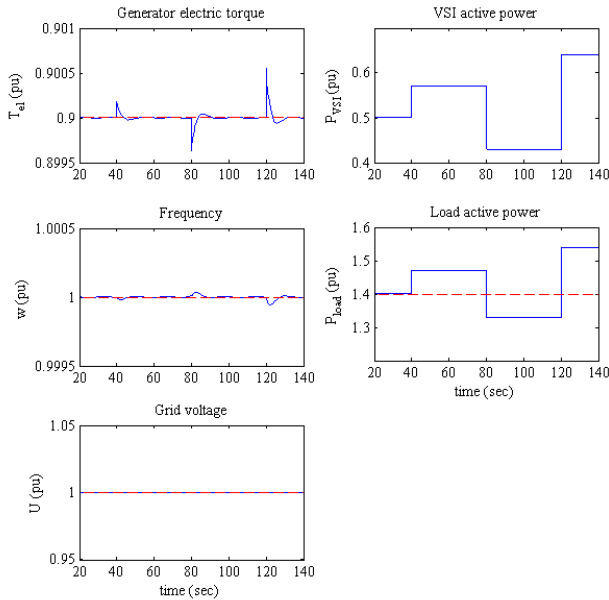 Generator electric torque
0.901
0.9005
0.9
0.8995
T_el (pu)
20 40 60 80 100 120 140
VSI active power
0.6
0.5
0.4
P_VSI (pu)
20 40 60 80 100 120 140
Frequency
1.0005
1
0.9995
w (pu)
20 40 60 80 100 120 140
Load active power
1.6
1.5
1.4
1.3
P_load (pu)
20 40 60 80 100 120 140
time (sec)
Grid voltage
1.05
1
0.95
U (pu)
20 40 60 80 100 120 140
time (sec)